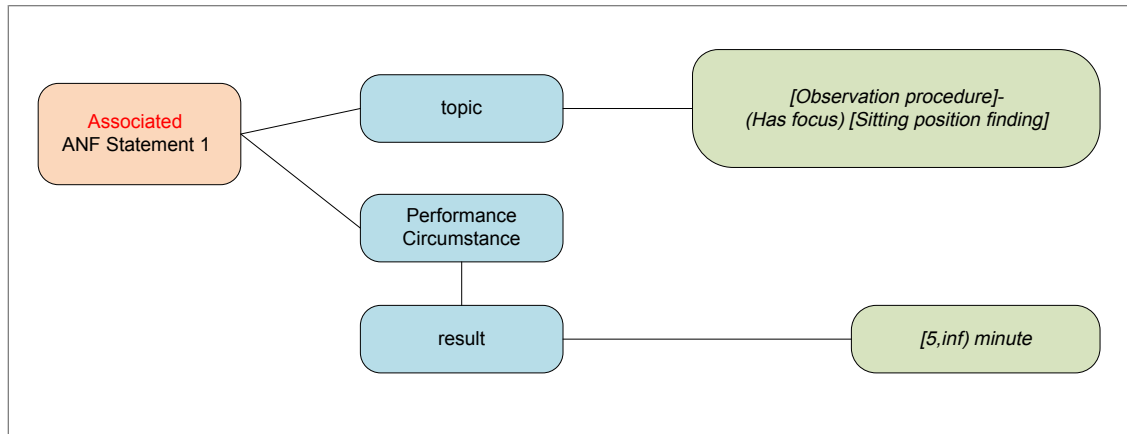 Associated
ANF Statement 1
topic
[Observation procedure]-
(Has focus) [Sitting position finding]
Performance
Circumstance
result
[5,inf) minute